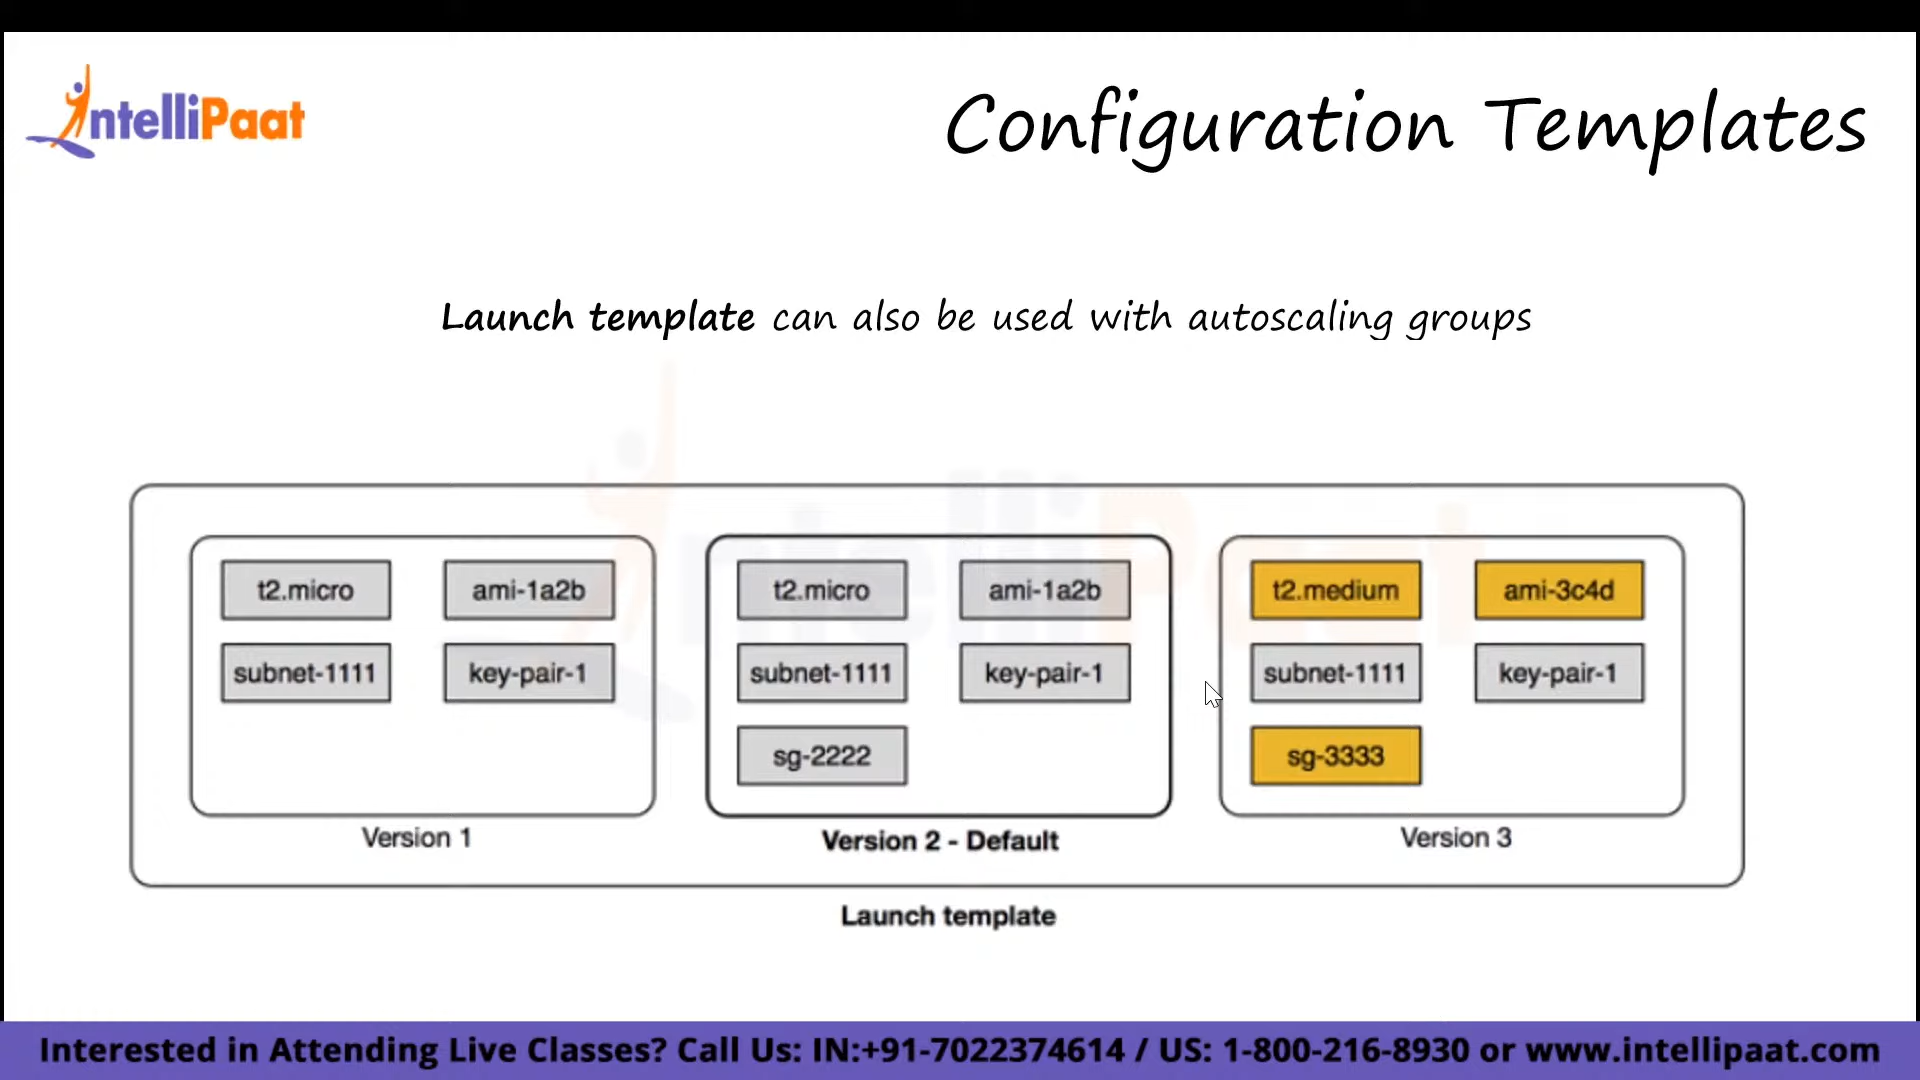 IntelliPaat
Configuration Templates
Launch template can also be used with autoscaling groups
t2.micro ami-1a2b
subnet-1111 key-pair-1
Version 1
t2.micro ami-1a2b
subnet-1111 key-pair-1
sg-2222
Version 2 - Default
t2.medium ami-3c4d
subnet-1111 key-pair-1
sg-3333
Version 3
Launch template
Interested in Attending Live Classes? Call Us: IN:+91-7022374614 / US: 1-800-216-8930 or www.intellipaat.com